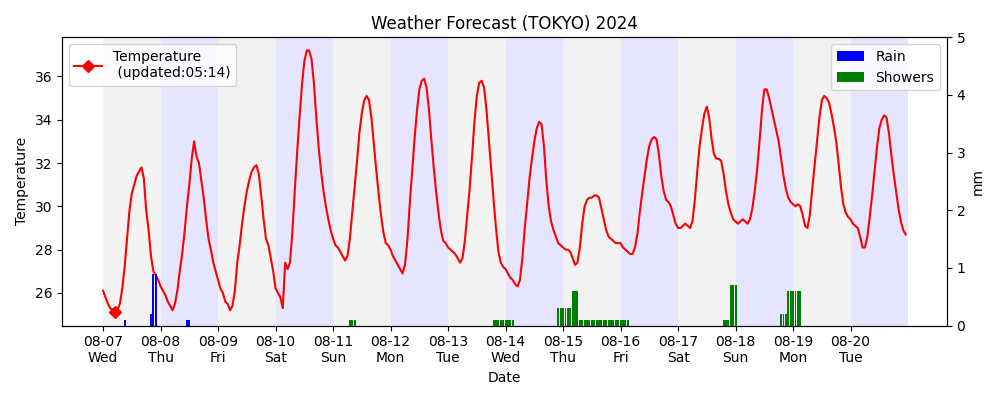 Weather Forecast (TOKYO) 2024
Temperature
(updated:05:14)
Rain
Showers
Temperature
36
34
32
30
28
26
5
4
3
2
1
0
mm
08-07 08-08 08-09 08-10 08-11 08-12 08-13 08-14 08-15 08-16 08-17 08-18 08-19 08-20
Wed Thu Fri Sat Sun Mon Tue Wed Thu Fri Sat Sun Mon Tue
Date